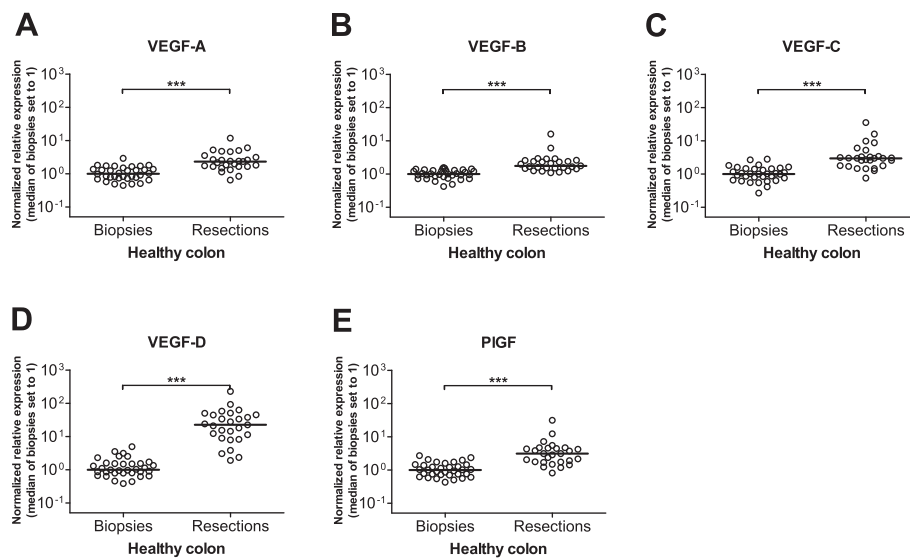 A
VEGF-A
Normalized relative expression
(median of biopsies set to 1)
10³
10²
10¹
10⁰
10⁻¹
***
Biopsies Resections
Healthy colon
B
VEGF-B
Normalized relative expression
(median of biopsies set to 1)
10³
10²
10¹
10⁰
10⁻¹
***
Biopsies Resections
Healthy colon
C
VEGF-C
Normalized relative expression
(median of biopsies set to 1)
10³
10²
10¹
10⁰
10⁻¹
***
Biopsies Resections
Healthy colon
D
VEGF-D
Normalized relative expression
(median of biopsies set to 1)
10³
10²
10¹
10⁰
10⁻¹
***
Biopsies Resections
Healthy colon
E
PlGF
Normalized relative expression
(median of biopsies set to 1)
10³
10²
10¹
10⁰
10⁻¹
***
Biopsies Resections
Healthy colon